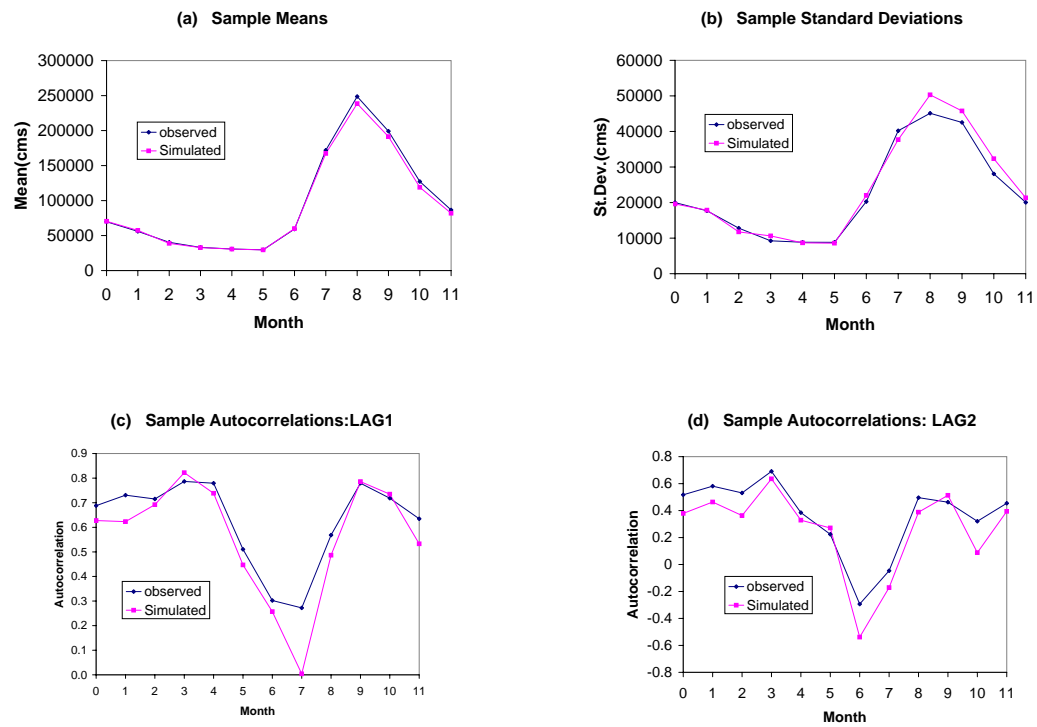 (a) Sample Means
300000
250000
200000
150000
100000
50000
0
Mean(cms)
observed
Simulated
0 1 2 3 4 5 6 7 8 9 10 11
Month
(b) Sample Standard Deviations
60000
50000
40000
30000
20000
10000
0
St.Dev.(cms)
observed
Simulated
0 1 2 3 4 5 6 7 8 9 10 11
Month
(c) Sample Autocorrelations:LAG1
0.9
0.8
0.7
0.6
0.5
0.4
0.3
0.2
0.1
0.0
Autocorrelation
observed
Simulated
0 1 2 3 4 5 6 7 8 9 10 11
Month
(d) Sample Autocorrelations: LAG2
0.8
0.6
0.4
0.2
0
-0.2
-0.4
-0.6
-0.8
Autocorrelation
observed
Simulated
0 1 2 3 4 5 6 7 8 9 10 11
Month